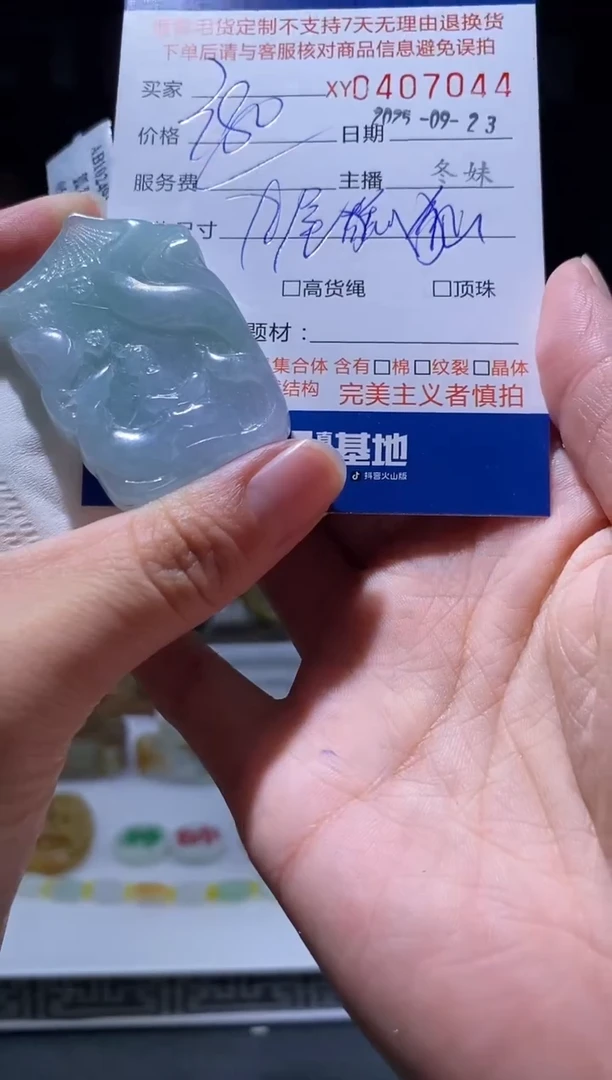 毛货定制不支持7天无理由退换货
下单后请与客服核对商品信息避免误拍
买家 XY0407044
价格 380 日期 2025-09-23
服务费 主播 冬妹
尺寸
□高货绳 □顶珠
题材：
集合体 含有□棉□纹裂□晶体
结构 完美主义者慎拍
基地
抖音火山版